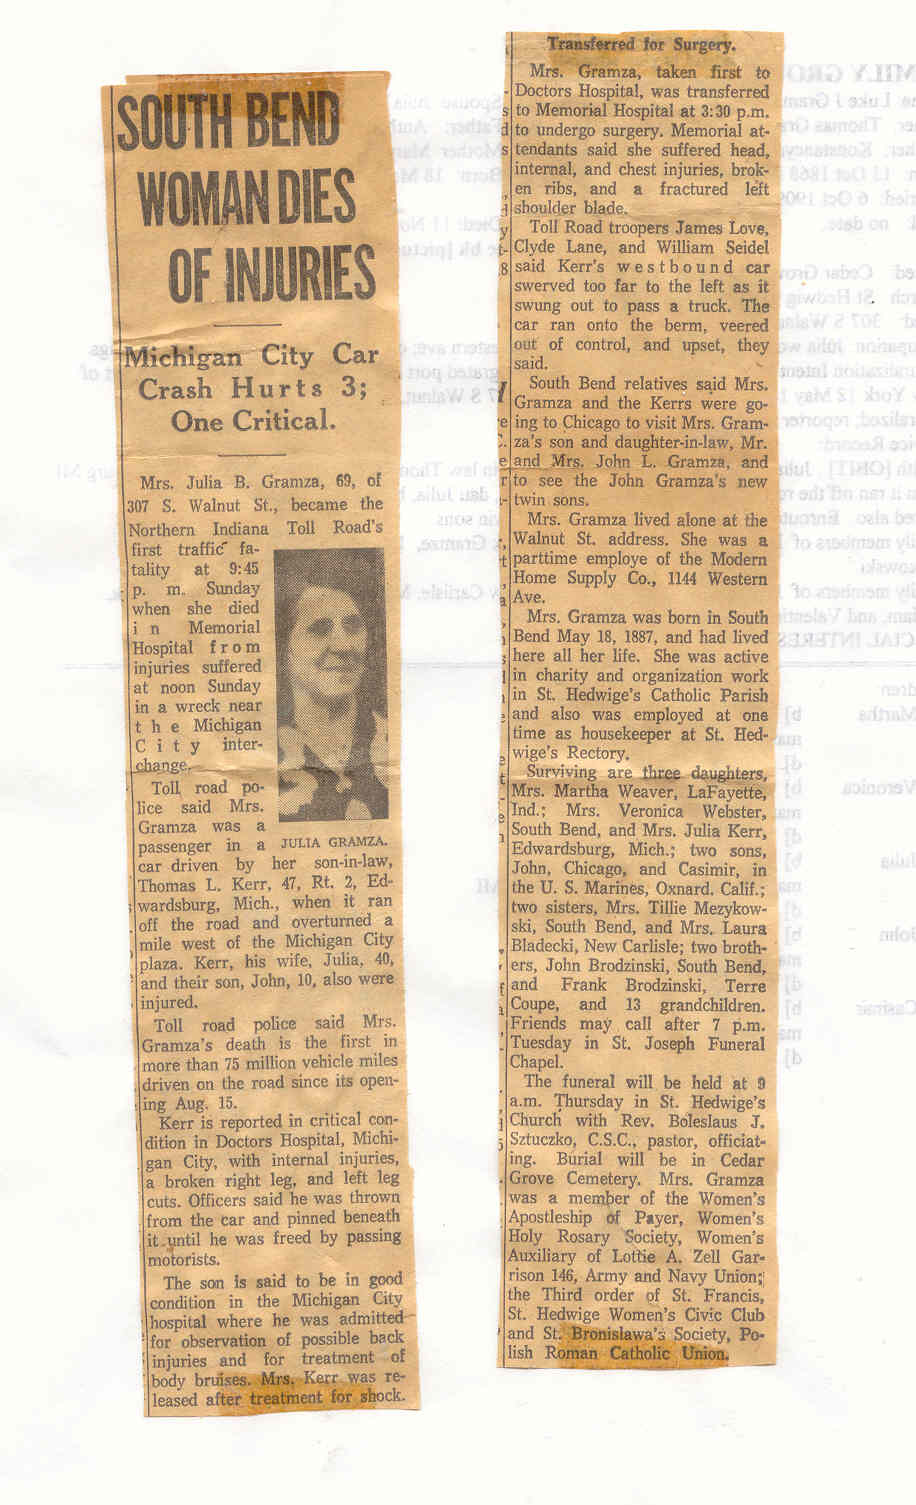 SOUTH BEND
WOMAN DIES
OF INJURIES
Michigan City Car
Crash Hurts 3;
One Critical.
Mrs. Julia B. Gramza, 69, of
307 S. Walnut St., became the
Northern Indiana Toll Road's
first traffic fa-
tality at 9:45
p. m. Sunday
when she died
in Memorial
Hospital from
injuries suffered
at noon Sunday
in a wreck near
the Michigan
City inter-
change.
Toll road po-
lice said Mrs.
Gramza was a
passenger in a
JULIA GRAMZA.
car driven by her son-in-law,
Thomas L. Kerr, 47, Rt. 2, Ed-
wardsburg, Mich., when it ran
off the road and overturned a
mile west of the Michigan City
plaza. Kerr, his wife, Julia, 40,
and their son, John, 10, also were
injured.
Toll road police said Mrs.
Gramza's death is the first in
more than 75 million vehicle miles
driven on the road since its open-
ing Aug. 15.
Kerr is reported in critical con-
dition in Doctors Hospital, Michi-
gan City, with internal injuries,
a broken right leg, and left leg
cuts. Officers said he was thrown
from the car and pinned beneath
it until he was freed by passing
motorists.
The son is said to be in good
condition in the Michigan City
hospital where he was admitted
for observation of possible back
injuries and for treatment of
body bruises. Mrs. Kerr was re-
leased after treatment for shock.
Transferred for Surgery.
Mrs. Gramza, taken first to
Doctors Hospital, was transferred
to Memorial Hospital at 3:30 p.m.
to undergo surgery. Memorial at-
tendants said she suffered head,
internal, and chest injuries, brok-
en ribs, and a fractured left
shoulder blade.
Toll Road troopers James Love,
Clyde Lane, and William Seidel
said Kerr's westbound car
swerved too far to the left as it
swung out to pass a truck. The
car ran onto the berm, veered
out of control, and upset, they
said.
South Bend relatives said Mrs.
Gramza and the Kerrs were go-
ing to Chicago to visit Mrs. Gram-
za's son and daughter-in-law, Mr.
and Mrs. John L. Gramza, and
to see the John Gramza's new
twin sons.
Mrs. Gramza lived alone at the
Walnut St. address. She was a
parttime employe of the Modern
Home Supply Co., 1144 Western
Ave.
Mrs. Gramza was born in South
Bend May 18, 1887, and had lived
here all her life. She was active
in charity and organization work
in St. Hedwige's Catholic Parish
and also was employed at one
time as housekeeper at St. Hed-
wige's Rectory.
Surviving are three daughters,
Mrs. Martha Weaver, LaFayette,
Ind.; Mrs. Veronica Webster,
South Bend, and Mrs. Julia Kerr,
Edwardsburg, Mich.; two sons,
John, Chicago, and Casimir, in
the U. S. Marines, Oxnard. Calif.;
two sisters, Mrs. Tillie Mezykow-
ski, South Bend, and Mrs. Laura
Bladecki, New Carlisle; two broth-
ers, John Brodzinski, South Bend,
and Frank Brodzinski, Terre
Coupe, and 13 grandchildren.
Friends may call after 7 p.m.
Tuesday in St. Joseph Funeral
Chapel.
The funeral will be held at 9
a.m. Thursday in St. Hedwige's
Church with Rev. Boleslaus J.
Sztuczko, C.S.C., pastor, officiat-
ing. Burial will be in Cedar
Grove Cemetery. Mrs. Gramza
was a member of the Women's
Apostleship of Payer, Women's
Holy Rosary Society, Women's
Auxiliary of Lottie A. Zell Gar-
rison 146, Army and Navy Union;
the Third order of St. Francis,
St. Hedwige Women's Civic Club
and St. Bronislawa's Society, Po-
lish Roman Catholic Union.